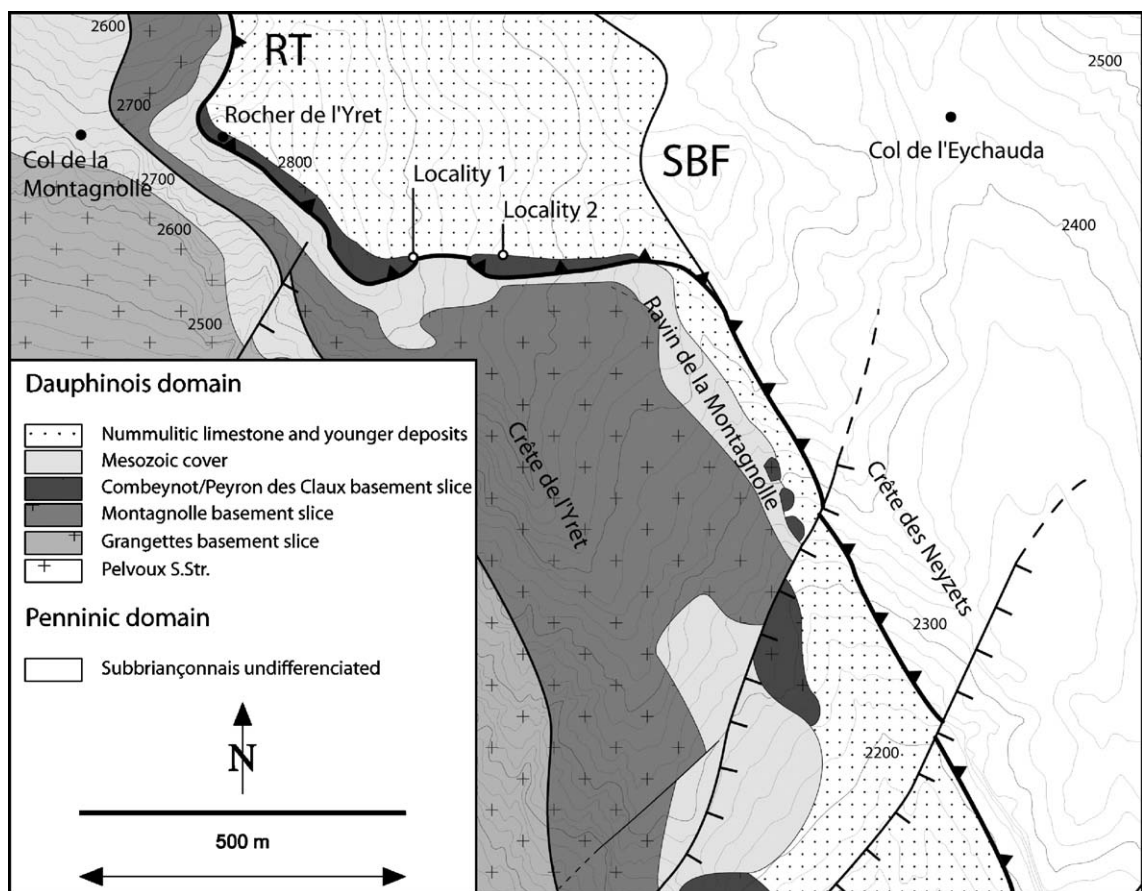 2600
2500
RT
2700
Rocher de l'Yret
Col de l'Eychauda
Col de la
Montagnolle
2800
SBF
2700
Locality 1
Locality 2
2400
2600
2500
Ravin de la Montagnolle
Crête de l'Yret
Crête des Neyzets
2300
2200
Dauphinois domain
Nummulitic limestone and younger deposits
Mesozoic cover
Combeynot/Peyron des Claux basement slice
Montagnolle basement slice
Grangettes basement slice
Pelvoux S.Str.
Penninic domain
Subbriançonnais undifferenciated
N
500 m